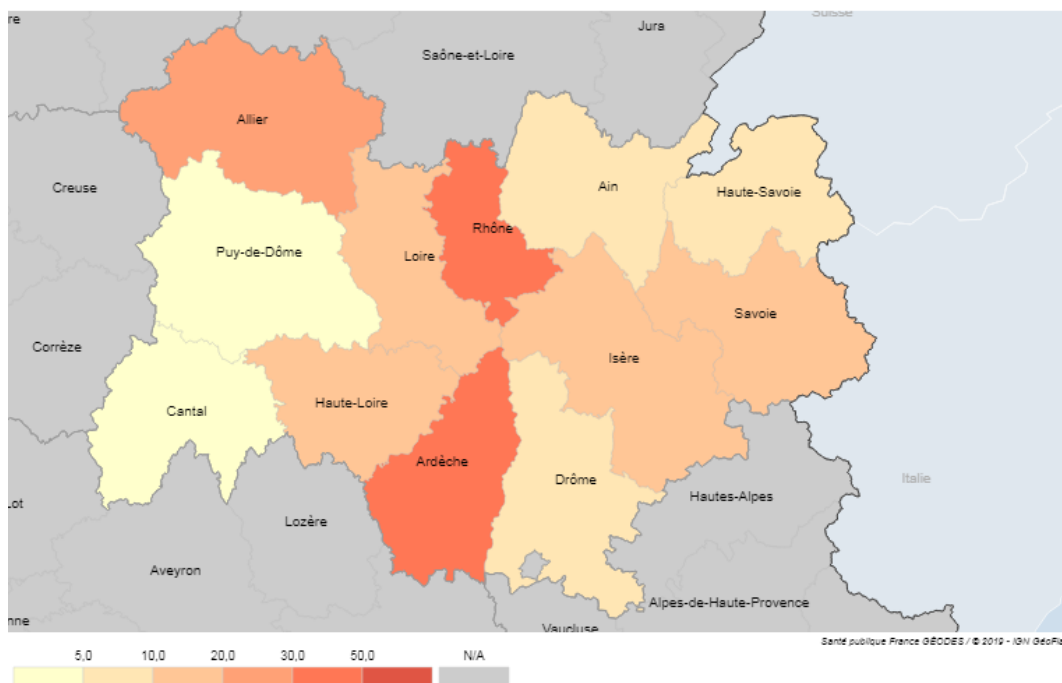 Suisse
Jura
Saône-et-Loire
Allier
Creuse
Ain
Haute-Savoie
Rhône
Puy-de-Dôme
Loire
Savoie
Corrèze
Isère
Haute-Loire
Cantal
Ardèche
Drôme
Italie
Hautes-Alpes
Lot
Lozère
Aveyron
Alpes-de-Haute-Provence
Vaucluse
Santé publique France GÉODES / © 2019 - IGN GéoFla
5,0 10,0 20,0 30,0 50,0 N/A